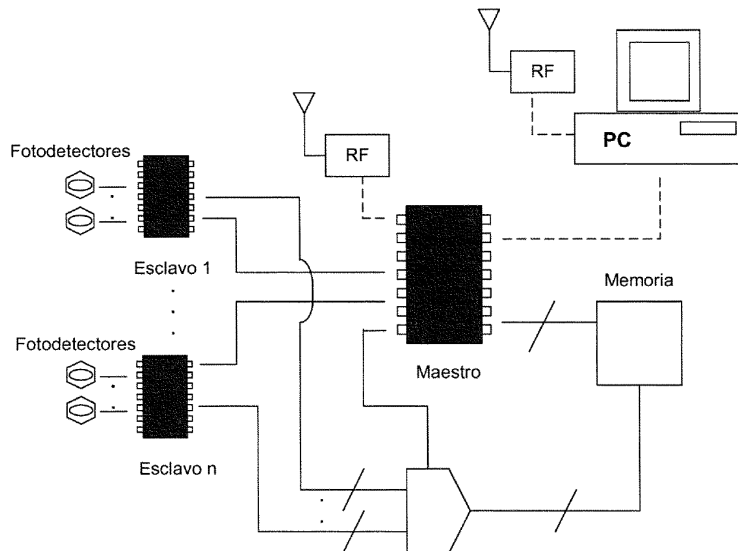 RF
PC
RF
Fotodetectores
Esclavo 1
Memoria
Fotodetectores
Maestro
Esclavo n